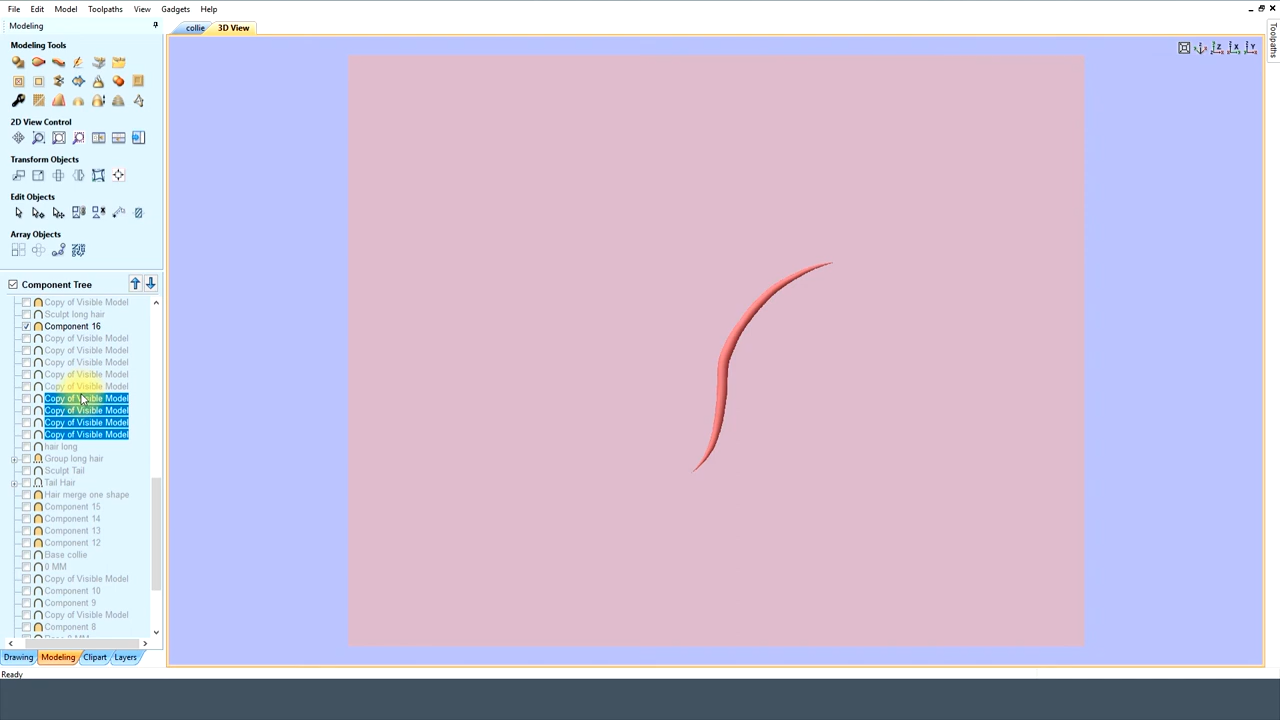 File Edit Model Toolpaths View Gadgets Help
Modeling
collie 3D View
Toolpaths
Modeling Tools
2D View Control
Transform Objects
Edit Objects
Array Objects
Component Tree
Copy of Visible Model
Sculpt long hair
Component 16
Copy of Visible Model
Copy of Visible Model
Copy of Visible Model
Copy of Visible Model
Copy of Visible Model
Copy of Visible Model
Copy of Visible Model
Copy of Visible Model
Copy of Visible Model
hair long
Group long hair
Sculpt Tail
Tail Hair
Hair merge one shape
Component 15
Component 14
Component 13
Component 12
Base collie
0 MM
Copy of Visible Model
Component 10
Component 9
Copy of Visible Model
Component 8
Drawing Modeling Clipart Layers
Ready